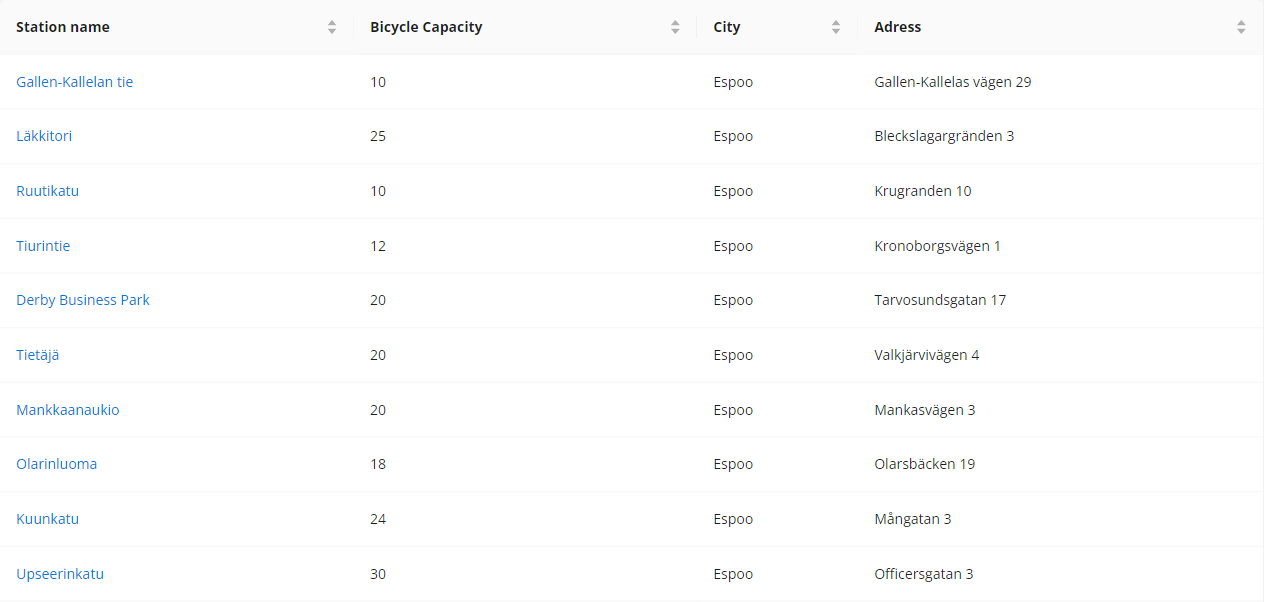 Station name Bicycle Capacity City Adress
Gallen-Kallelan tie 10 Espoo Gallen-Kallelas vägen 29
Läkkitori 25 Espoo Bleckslagargränden 3
Ruutikatu 10 Espoo Krugranden 10
Tiurintie 12 Espoo Kronoborgsvägen 1
Derby Business Park 20 Espoo Tarvosundsgatan 17
Tietäjä 20 Espoo Valkjärvivägen 4
Mankkaanaukio 20 Espoo Mankasvägen 3
Olarinluoma 18 Espoo Olarsbäcken 19
Kuunkatu 24 Espoo Mångatan 3
Upseerinkatu 30 Espoo Officersgatan 3